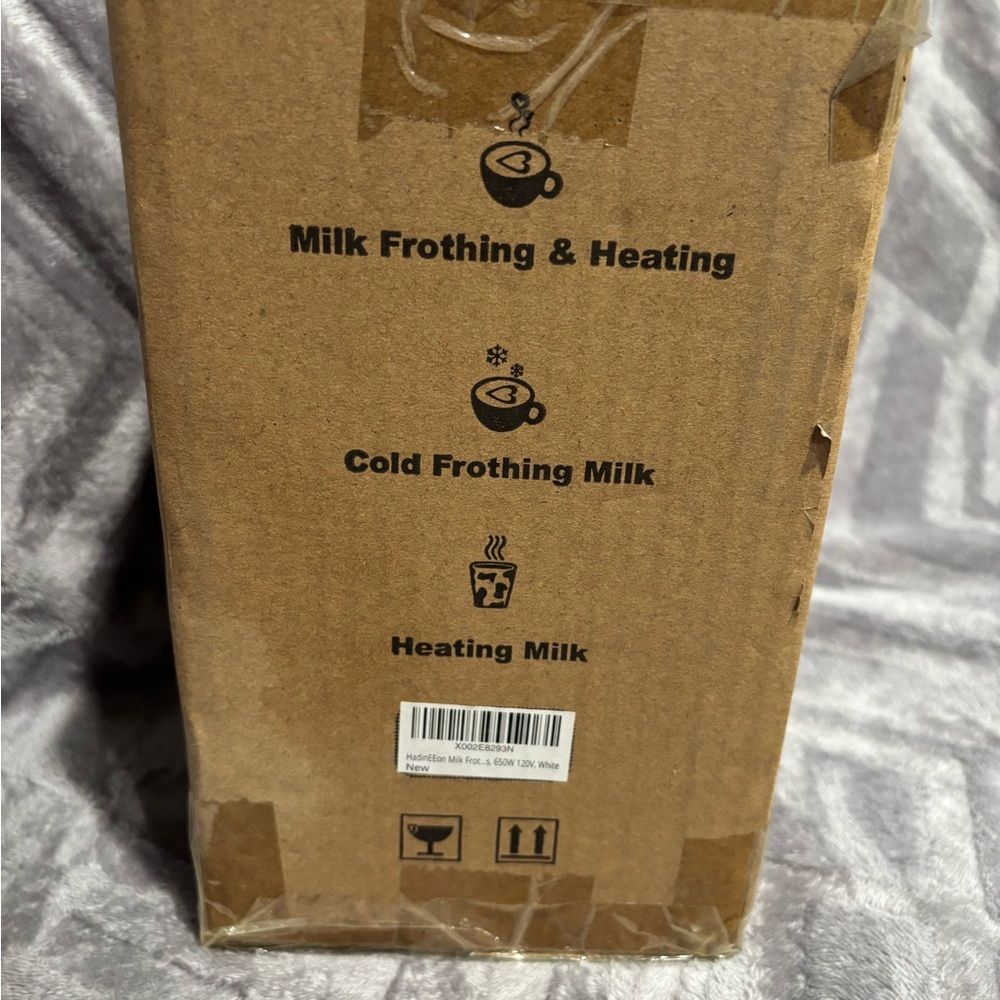 Milk Frothing & Heating
Cold Frothing Milk
Heating Milk
X002E8293N
HadinEEon Milk Frot...s, 650W 120V, White
New